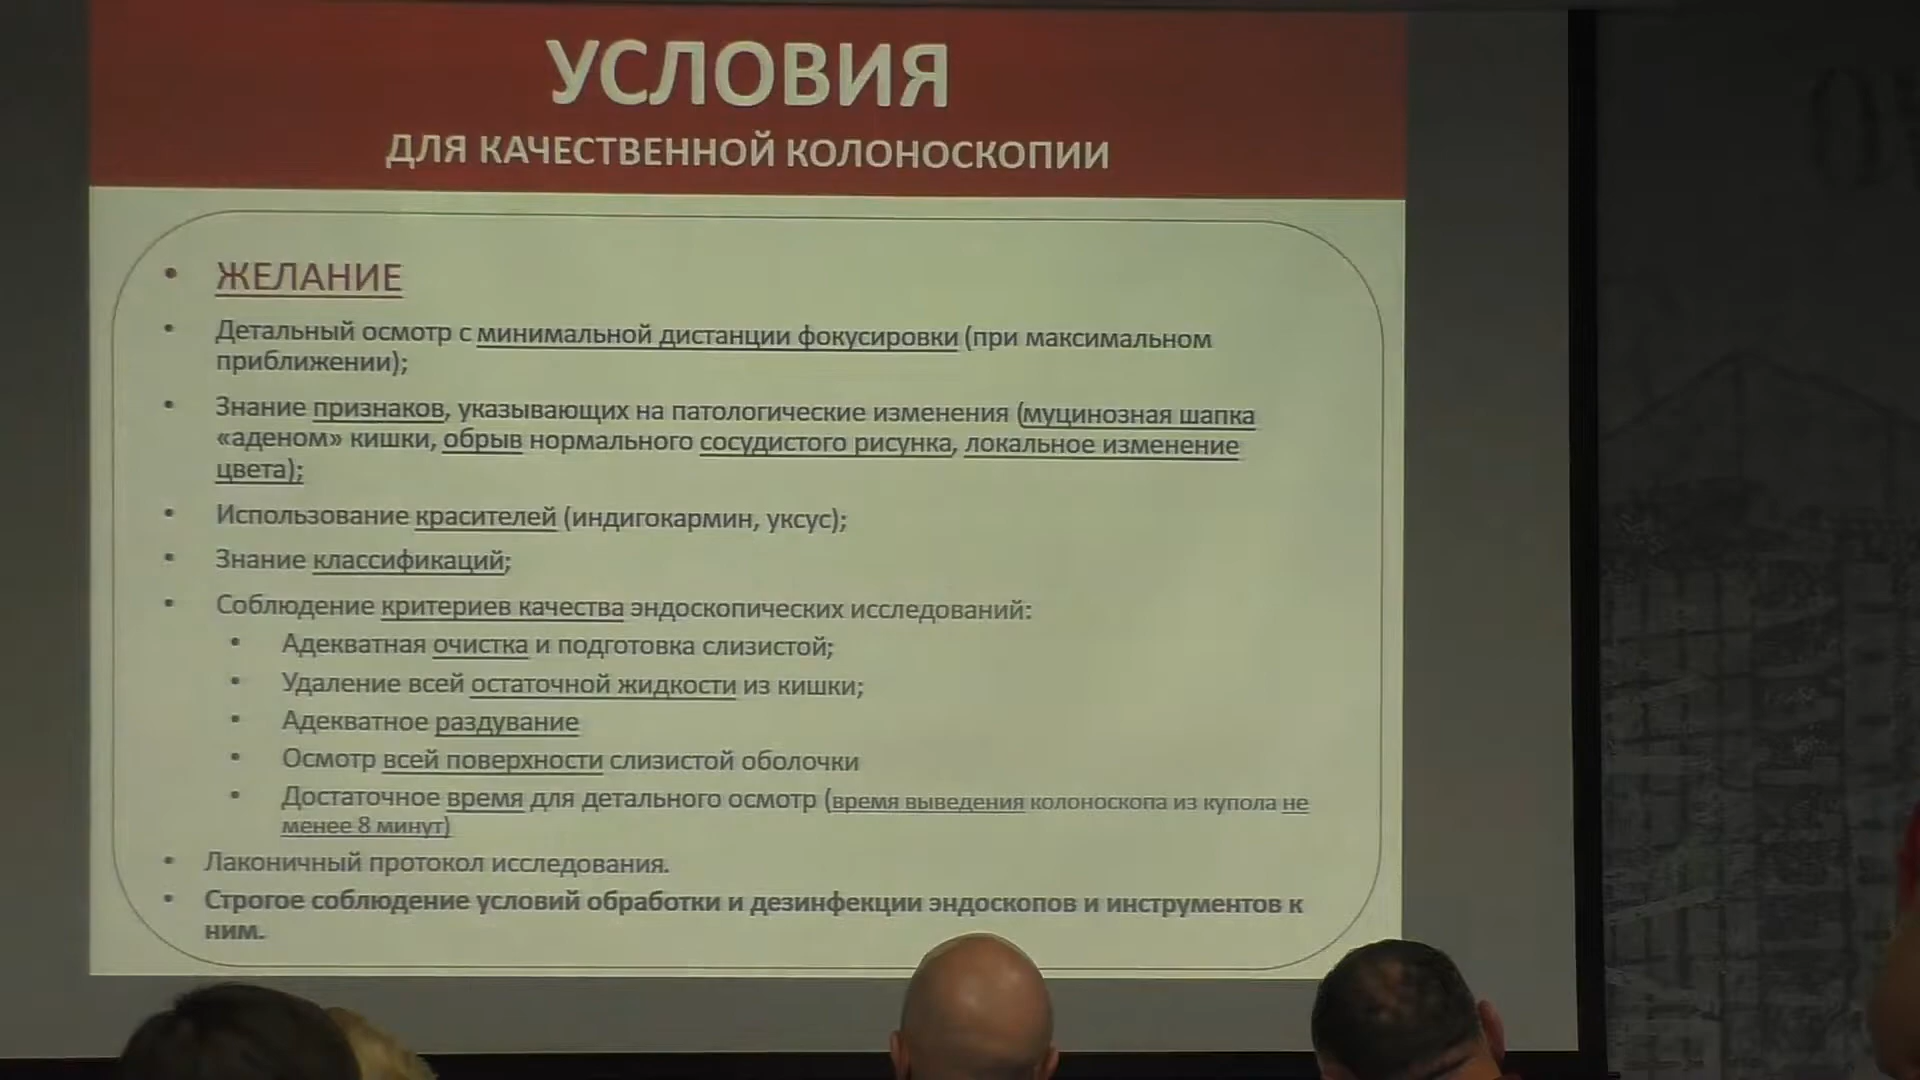 УСЛОВИЯ
ДЛЯ КАЧЕСТВЕННОЙ КОЛОНОСКОПИИ
• ЖЕЛАНИЕ
• Детальный осмотр с минимальной дистанции фокусировки (при максимальном
приближении);
• Знание признаков, указывающих на патологические изменения (муцинозная шапка
«аденом» кишки, обрыв нормального сосудистого рисунка, локальное изменение
цвета);
• Использование красителей (индигокармин, уксус);
• Знание классификаций;
• Соблюдение критериев качества эндоскопических исследований:
• Адекватная очистка и подготовка слизистой;
• Удаление всей остаточной жидкости из кишки;
• Адекватное раздувание
• Осмотр всей поверхности слизистой оболочки
• Достаточное время для детального осмотр (время выведения колоноскопа из купола не
менее 8 минут)
• Лаконичный протокол исследования.
• Строгое соблюдение условий обработки и дезинфекции эндоскопов и инструментов к
ним.